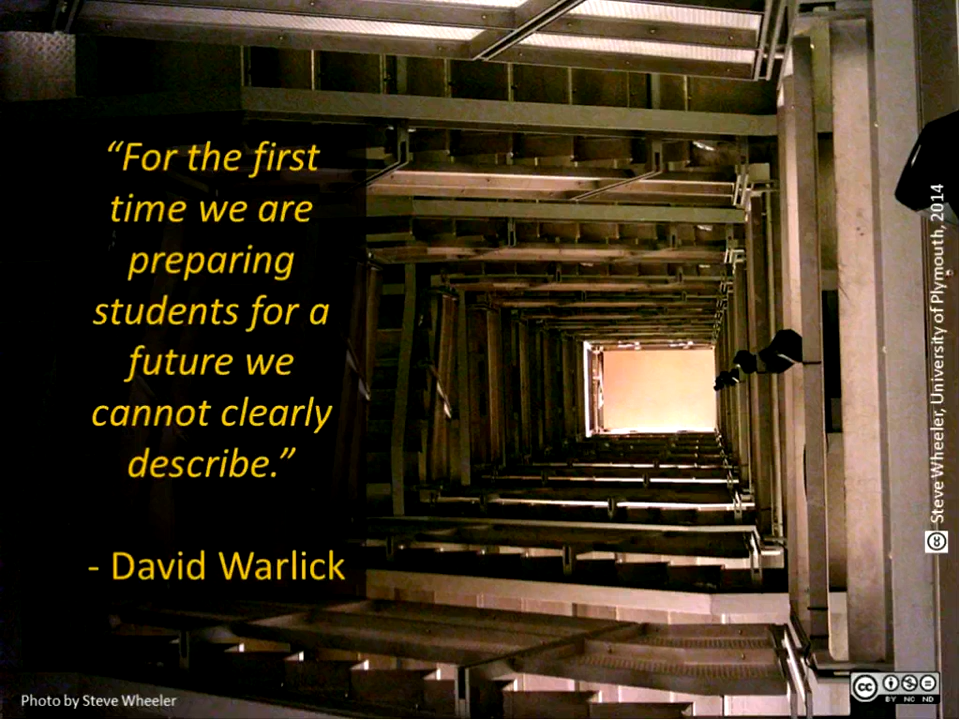 “For the first
time we are
preparing
students for a
future we
cannot clearly
describe.”
- David Warlick
Steve Wheeler, University of Plymouth, 2014
Photo by Steve Wheeler
cc
BY NC ND